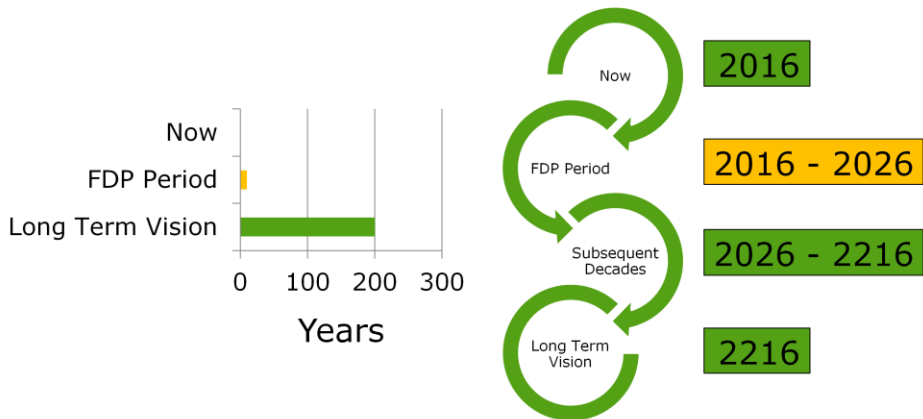 Now
FDP Period
Long Term Vision
0 100 200 300
Years
Now
FDP Period
Subsequent
Decades
Long Term
Vision
2016
2016 - 2026
2026 - 2216
2216